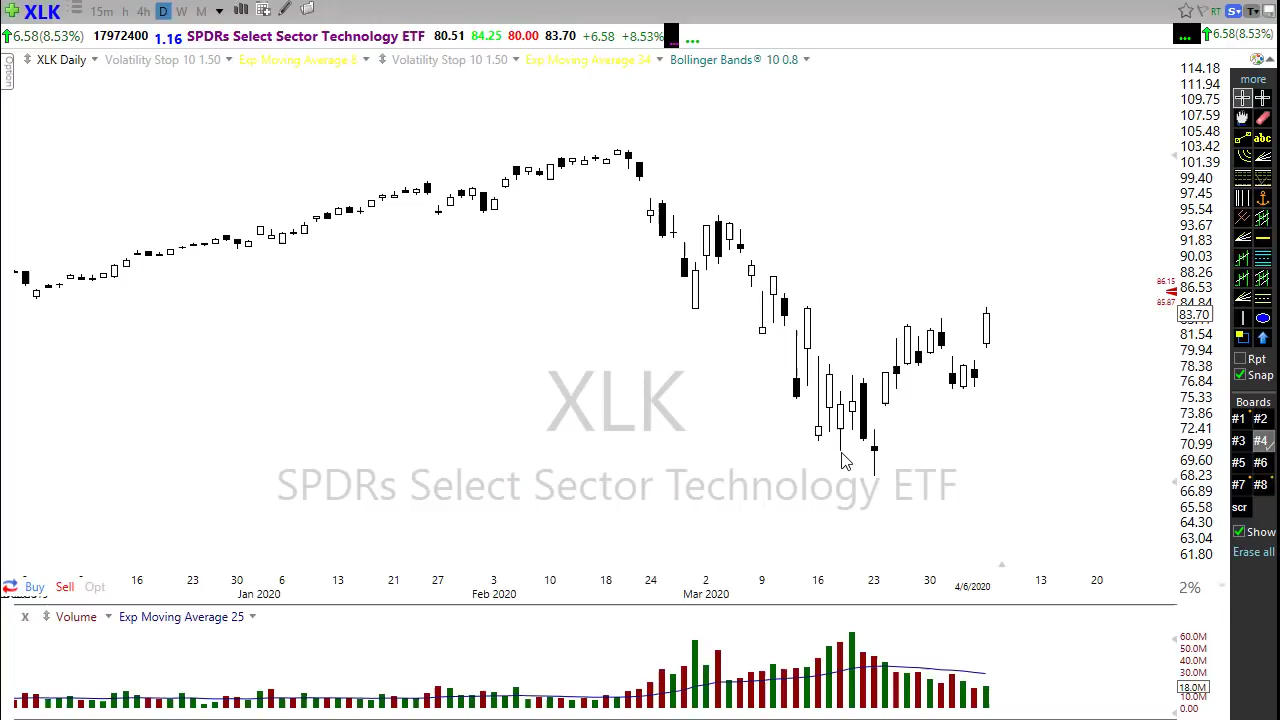 XLK 15m h 4h D W M RT S T
6.58(8.53%) 17972400 1.16 SPDRs Select Sector Technology ETF 80.51 84.25 80.00 83.70 +6.58 +8.53% ... ... 6.58(8.53%)
Option
XLK Daily Volatility Stop 10 1.50 Exp Moving Average 8 Volatility Stop 10 1.50 Exp Moving Average 34 Bollinger Bands® 10 0.8
114.18
111.94
109.75
107.59
105.48
103.42
101.39
99.40
97.45
95.54
93.67
91.83
90.03
88.26
86.15
86.53
85.87
84.84
83.70
81.54
79.94
78.38
76.84
75.33
73.86
72.41
70.99
69.60
68.23
66.89
65.58
64.30
63.04
61.80
more
abc
Rpt
Snap
Boards
#1 #2
#3 #4
#5 #6
#7 #8
scr
Show
Erase all
XLK
SPDRs Select Sector Technology ETF
16 23 30 6 13 21 27 3 10 18 24 2 9 16 23 30 4/6/2020 13 20
Buy Sell Opt
Jan 2020 Feb 2020 Mar 2020
2%
x Volume Exp Moving Average 25
60.0M
50.0M
40.0M
30.0M
18.0M
10.0M
0.00